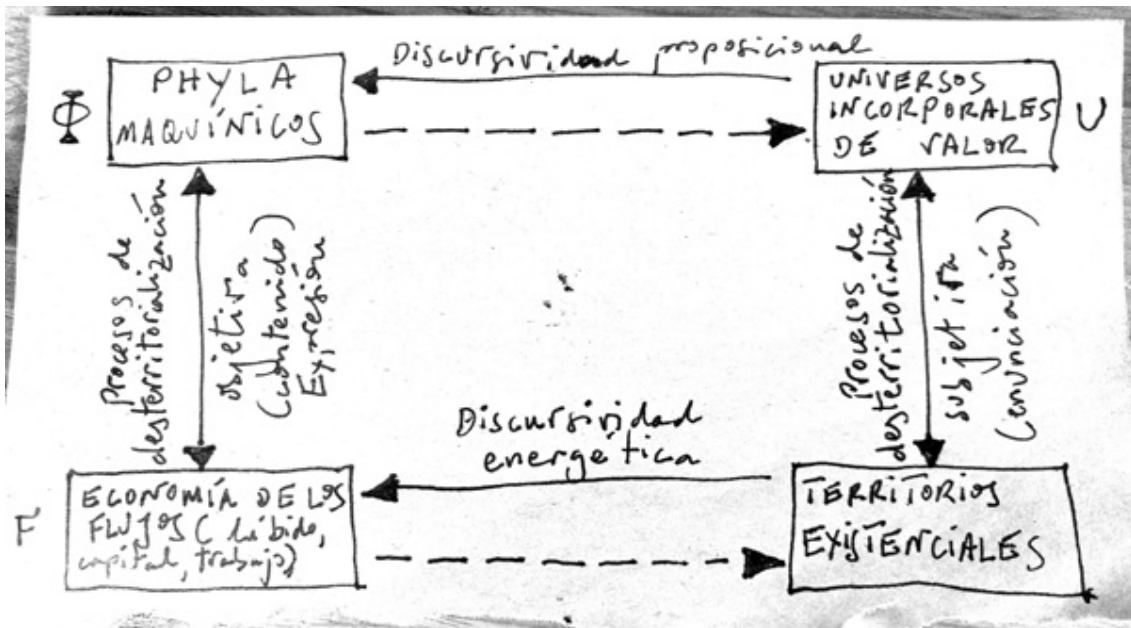 Discursividad proposicional
Φ
PHYLA
MAQUÍNICOS
UNIVERSOS
INCORPORALES
DE VALOR
U
Procesos de
desterritorialización
objetiva
(contenido)
Expresión
Procesos de
desterritorialización
subjetiva
(enunciación)
Discursividad
energética
F
ECONOMÍA DE LOS
FLUJOS (libido,
capital, trabajo)
TERRITORIOS
EXISTENCIALES